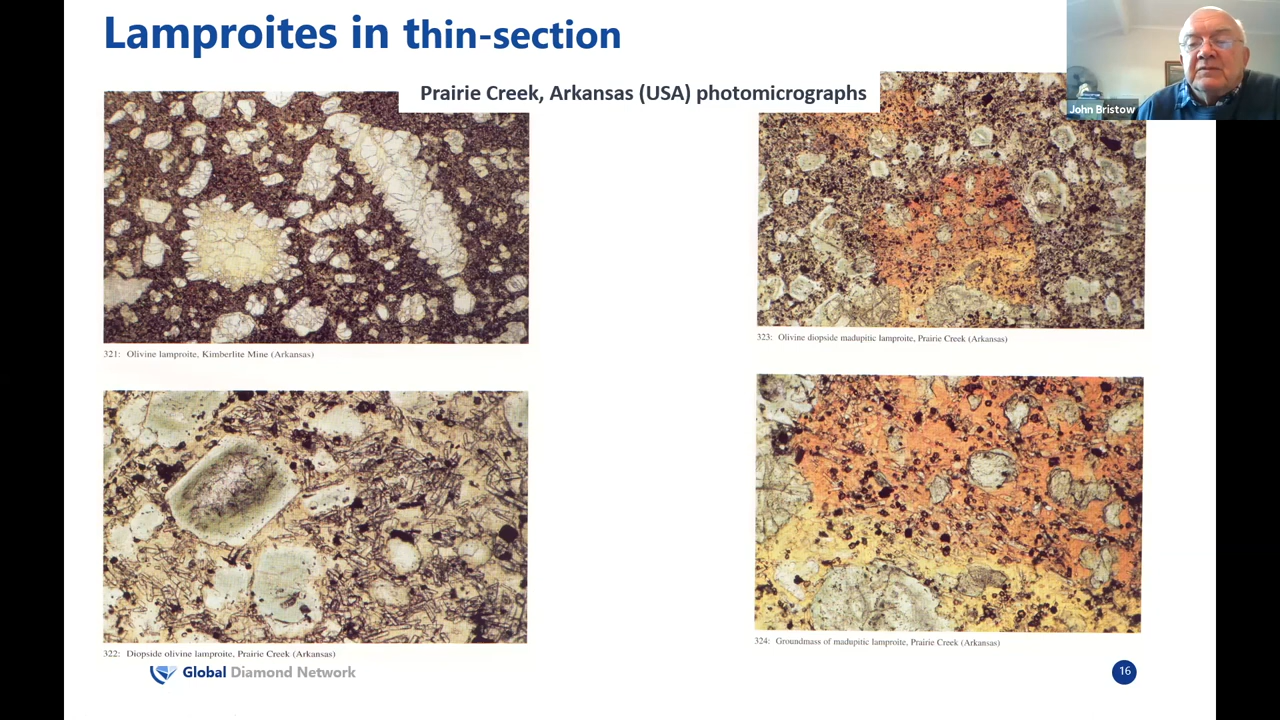 Lamproites in thin-section
John Bristow
Prairie Creek, Arkansas (USA) photomicrographs
321: Olivine lamproite, Kimberlite Mine (Arkansas)
323: Olivine diopside madupitic lamproite, Prairie Creek (Arkansas)
322: Diopside olivine lamproite, Prairie Creek (Arkansas)
324: Groundmass of madupitic lamproite, Prairie Creek (Arkansas)
Global Diamond Network
16